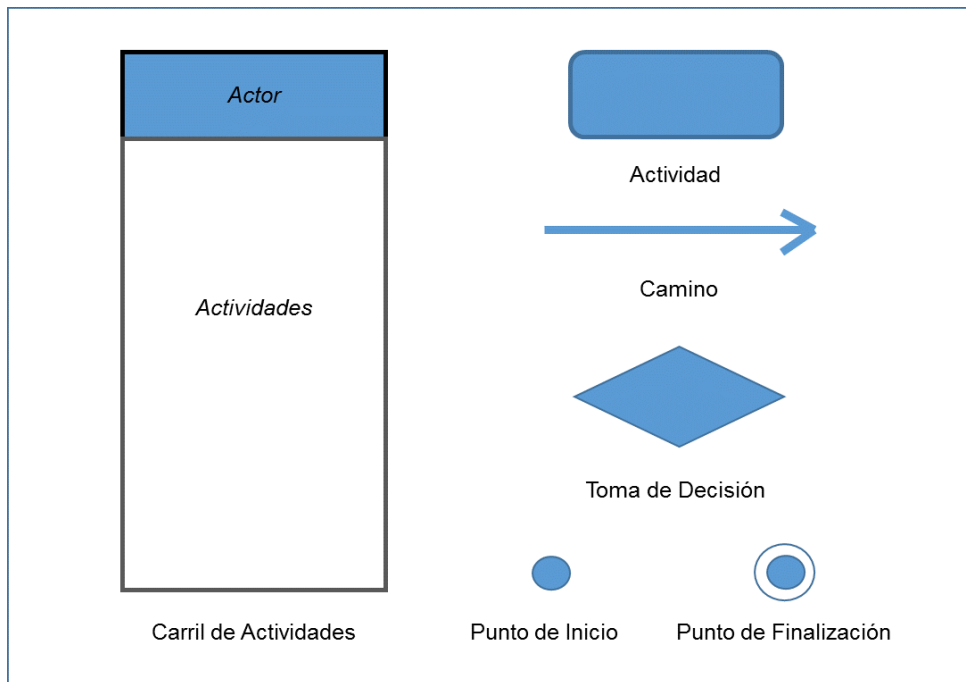 Actor
Actividades
Carril de Actividades
Actividad
Camino
Toma de Decisión
Punto de Inicio
Punto de Finalización